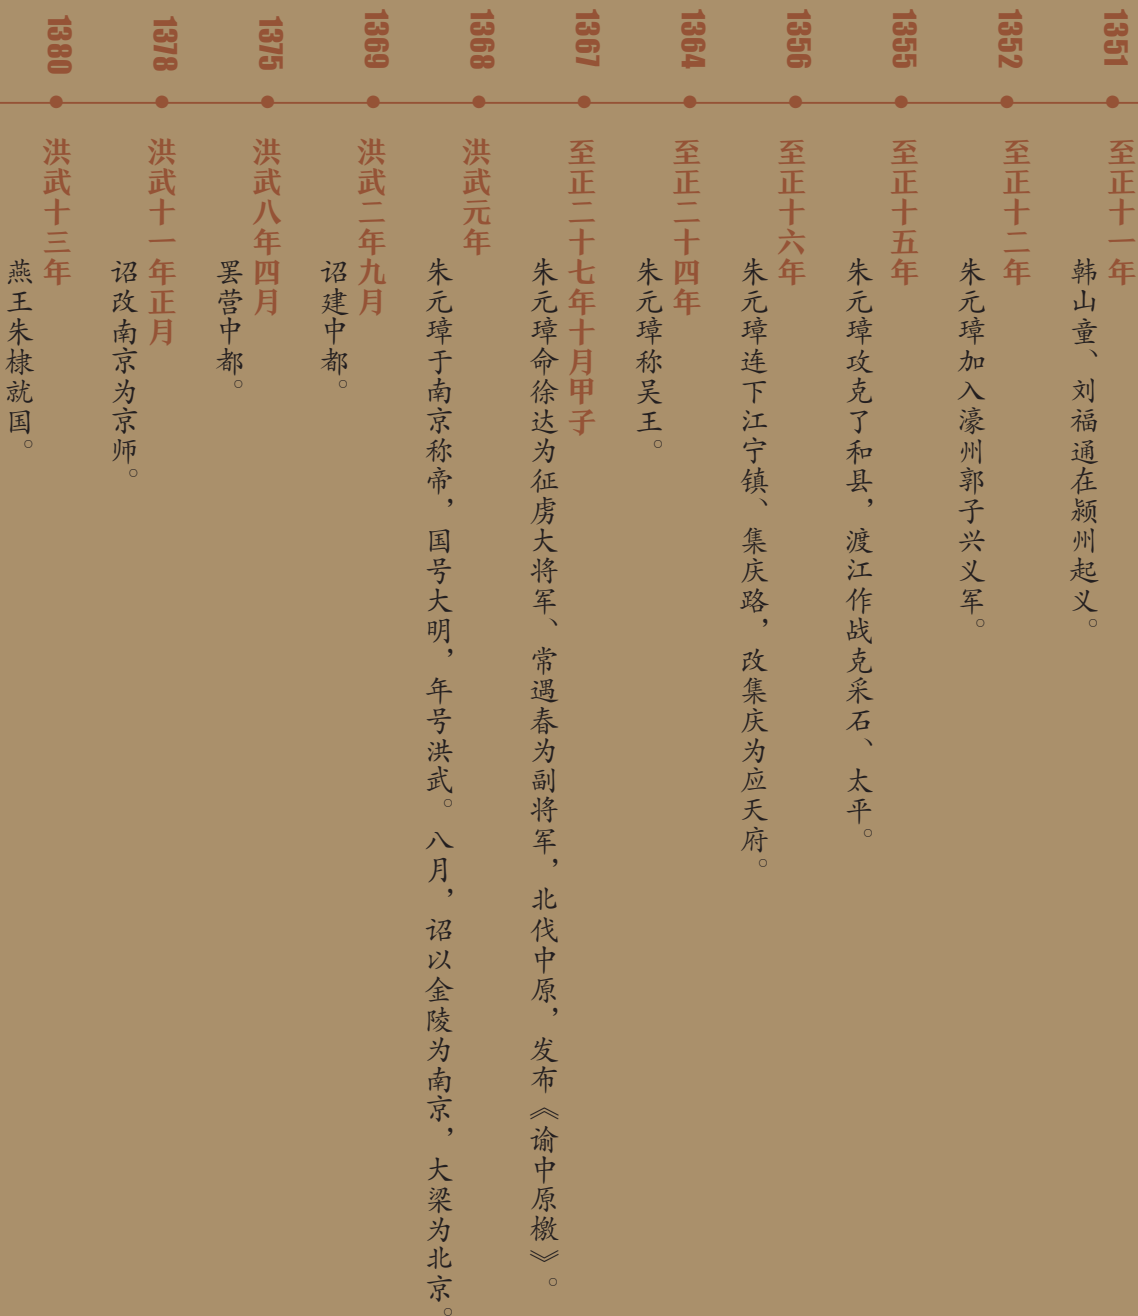 1351
至正十一年
韩山童、刘福通在颍州起义。
1352
至正十二年
朱元璋加入濠州郭子兴义军。
1355
至正十五年
朱元璋攻克了和县，渡江作战克采石、太平。
1356
至正十六年
朱元璋连下江宁镇、集庆路，改集庆为应天府。
1364
至正二十四年
朱元璋称吴王。
1367
至正二十七年十月甲子
朱元璋命徐达为征虏大将军、常遇春为副将军，北伐中原，发布《谕中原檄》。
1368
洪武元年
朱元璋于南京称帝，国号大明，年号洪武。八月，诏以金陵为南京，大梁为北京。
1369
洪武二年九月
诏建中都。
1375
洪武八年四月
罢营中都。
1378
洪武十一年正月
诏改南京为京师。
1380
洪武十三年
燕王朱棣就国。